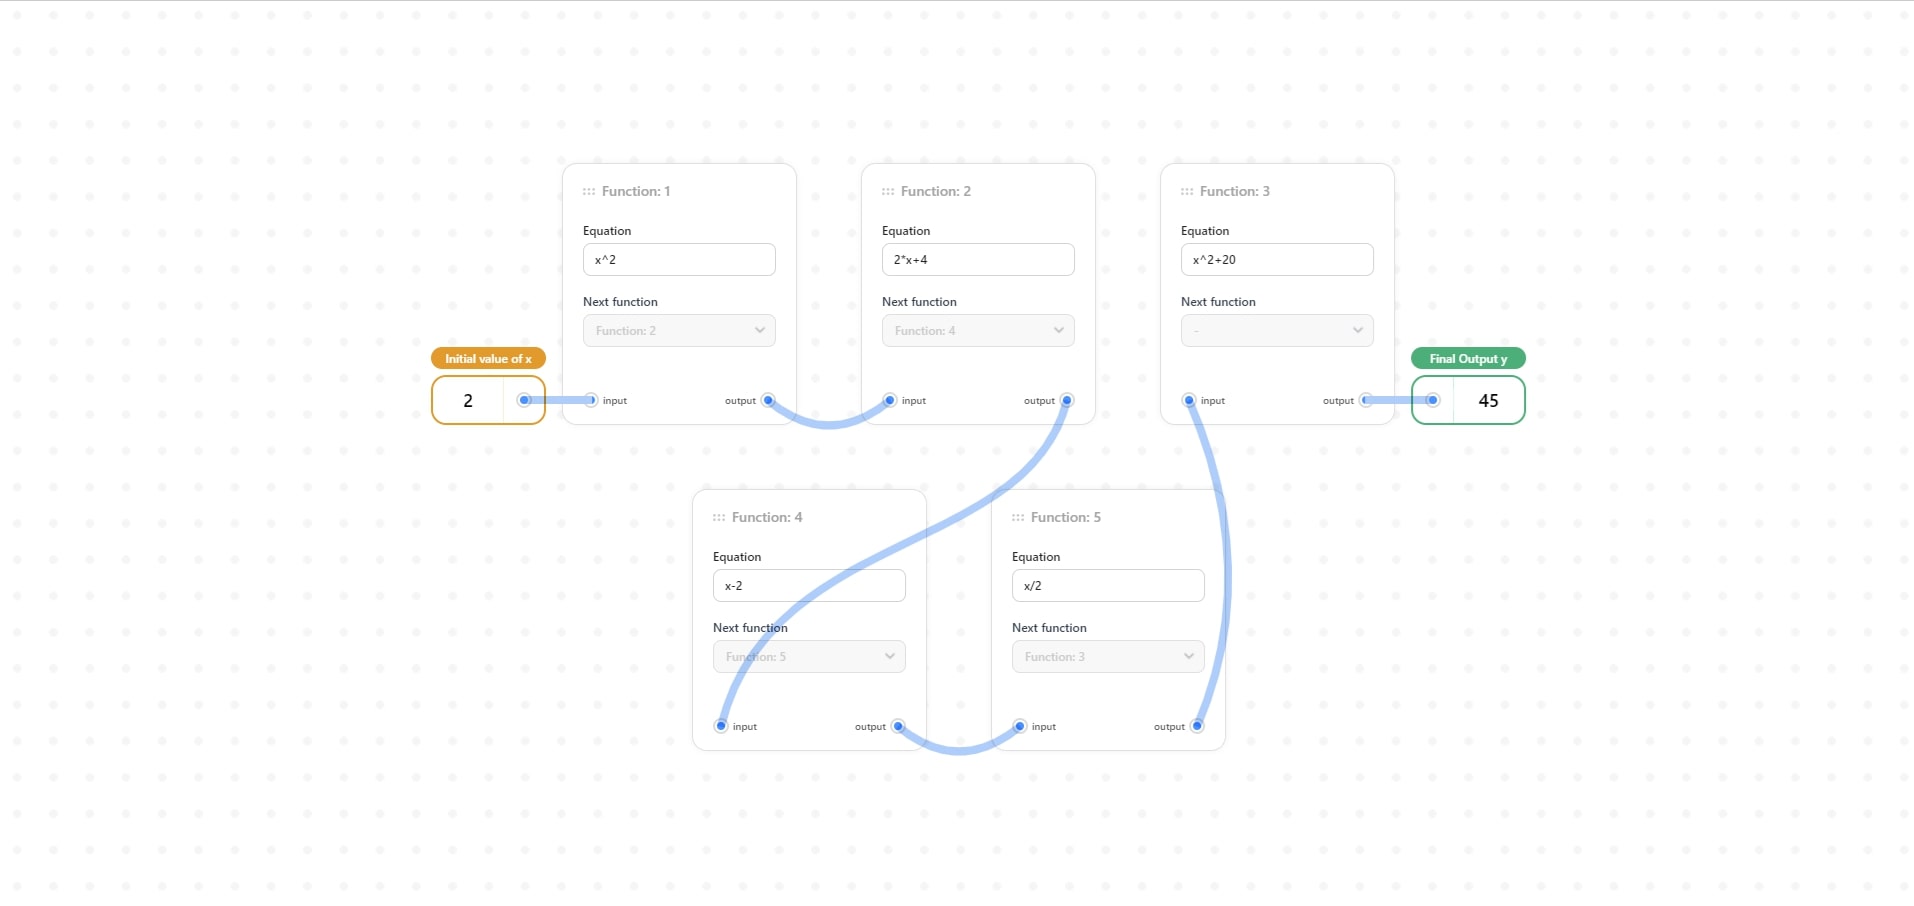 Function: 1
Equation
x^2
Next function
Function: 2
input
output
Function: 2
Equation
2*x+4
Next function
Function: 4
input
output
Function: 3
Equation
x^2+20
Next function
-
input
output
Initial value of x
2
Final Output y
45
Function: 4
Equation
x-2
Next function
Function: 5
input
output
Function: 5
Equation
x/2
Next function
Function: 3
input
output